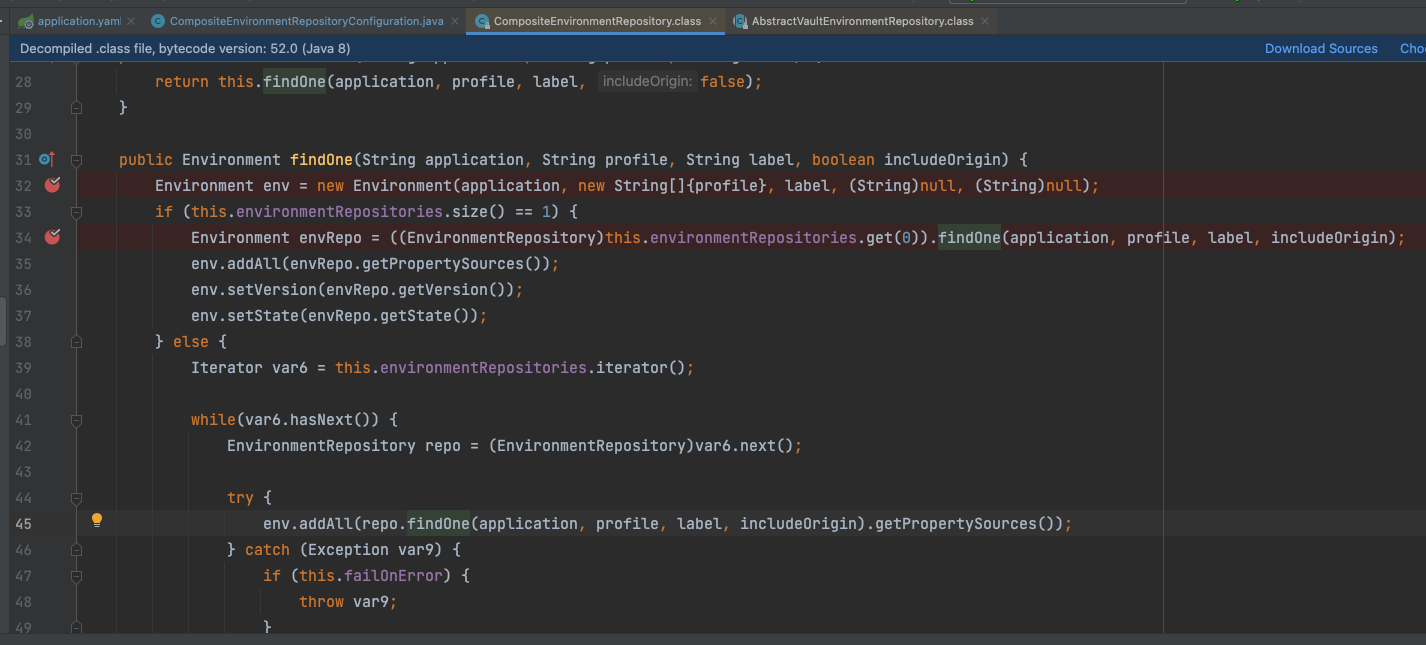 application.yaml CompositeEnvironmentRepositoryConfiguration.java CompositeEnvironmentRepository.class AbstractVaultEnvironmentRepository.class
Decompiled .class file, bytecode version: 52.0 (Java 8) Download Sources Choo
28 return this.findOne(application, profile, label, includeOrigin: false);
29 }
30
31 public Environment findOne(String application, String profile, String label, boolean includeOrigin) {
32 Environment env = new Environment(application, new String[]{profile}, label, (String)null, (String)null);
33 if (this.environmentRepositories.size() == 1) {
34 Environment envRepo = ((EnvironmentRepository)this.environmentRepositories.get(0)).findOne(application, profile, label, includeOrigin);
35 env.addAll(envRepo.getPropertySources());
36 env.setVersion(envRepo.getVersion());
37 env.setState(envRepo.getState());
38 } else {
39 Iterator var6 = this.environmentRepositories.iterator();
40
41 while(var6.hasNext()) {
42 EnvironmentRepository repo = (EnvironmentRepository)var6.next();
43
44 try {
45 env.addAll(repo.findOne(application, profile, label, includeOrigin).getPropertySources());
46 } catch (Exception var9) {
47 if (this.failOnError) {
48 throw var9;
49 }